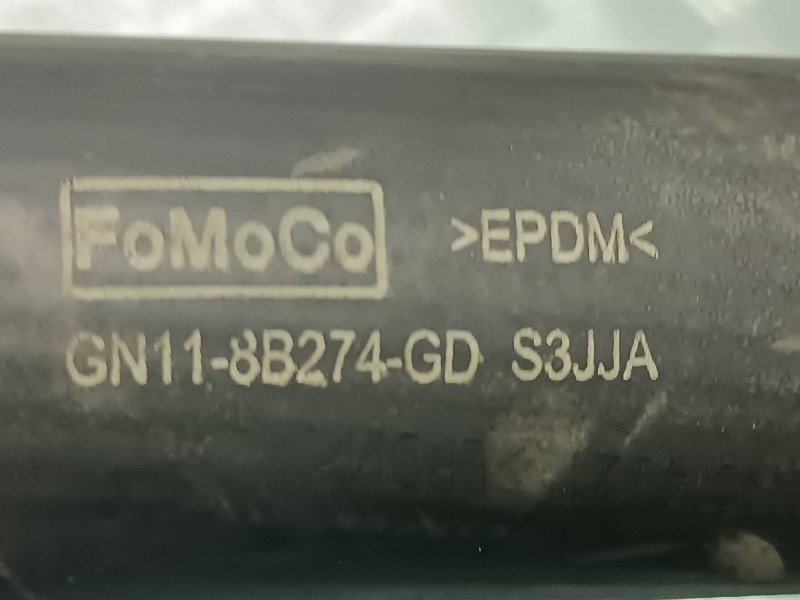 FoMoCo >EPDM<
GN11-8B274-GD S3JJA